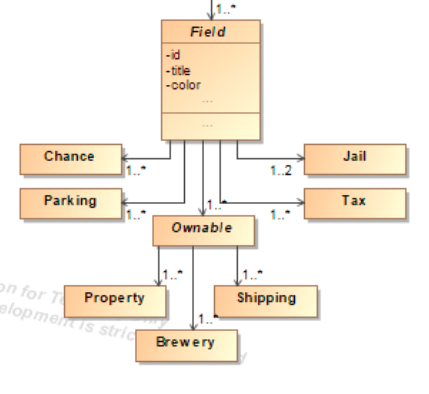 1..*
Field
-id
-title
-color
...
...
Chance
1..*
Jail
1..2
Parking
1..*
1..*
Tax
1..*
Ownable
1..*
1..*
Property
Shipping
1..*
Brewery
on for
elopment is stric